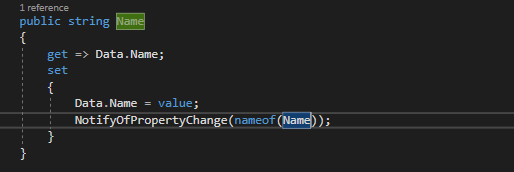 1 reference
public string Name
{
get => Data.Name;
set
{
Data.Name = value;
NotifyOfPropertyChange(nameof(Name));
}
}